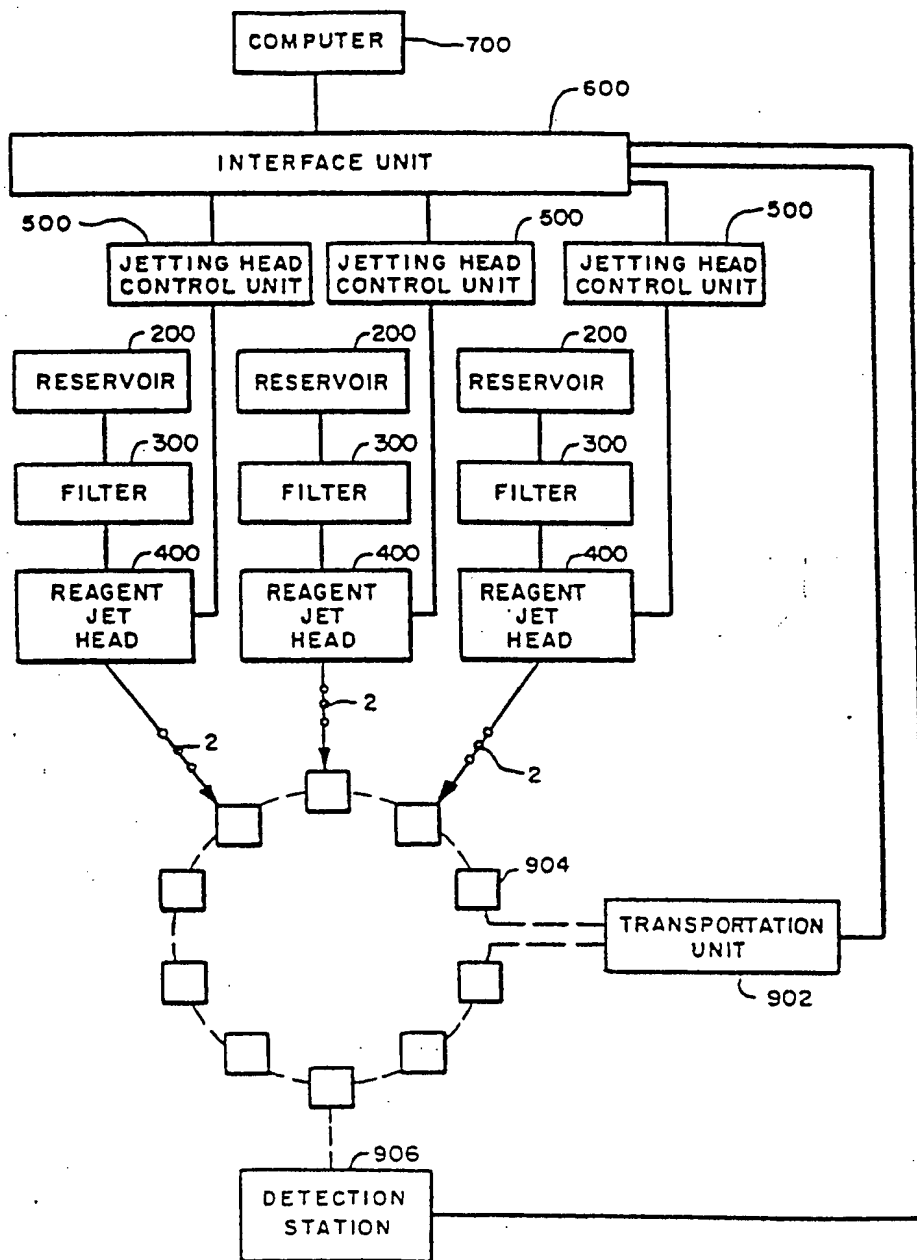 COMPUTER
700
600
INTERFACE UNIT
500
500
500
JETTING HEAD
CONTROL UNIT
JETTING HEAD
CONTROL UNIT
JETTING HEAD
CONTROL UNIT
200
200
200
RESERVOIR
RESERVOIR
RESERVOIR
300
300
300
FILTER
FILTER
FILTER
400
400
400
REAGENT
JET
HEAD
REAGENT
JET
HEAD
REAGENT
JET
HEAD
2
2
2
904
TRANSPORTATION
UNIT
902
906
DETECTION
STATION